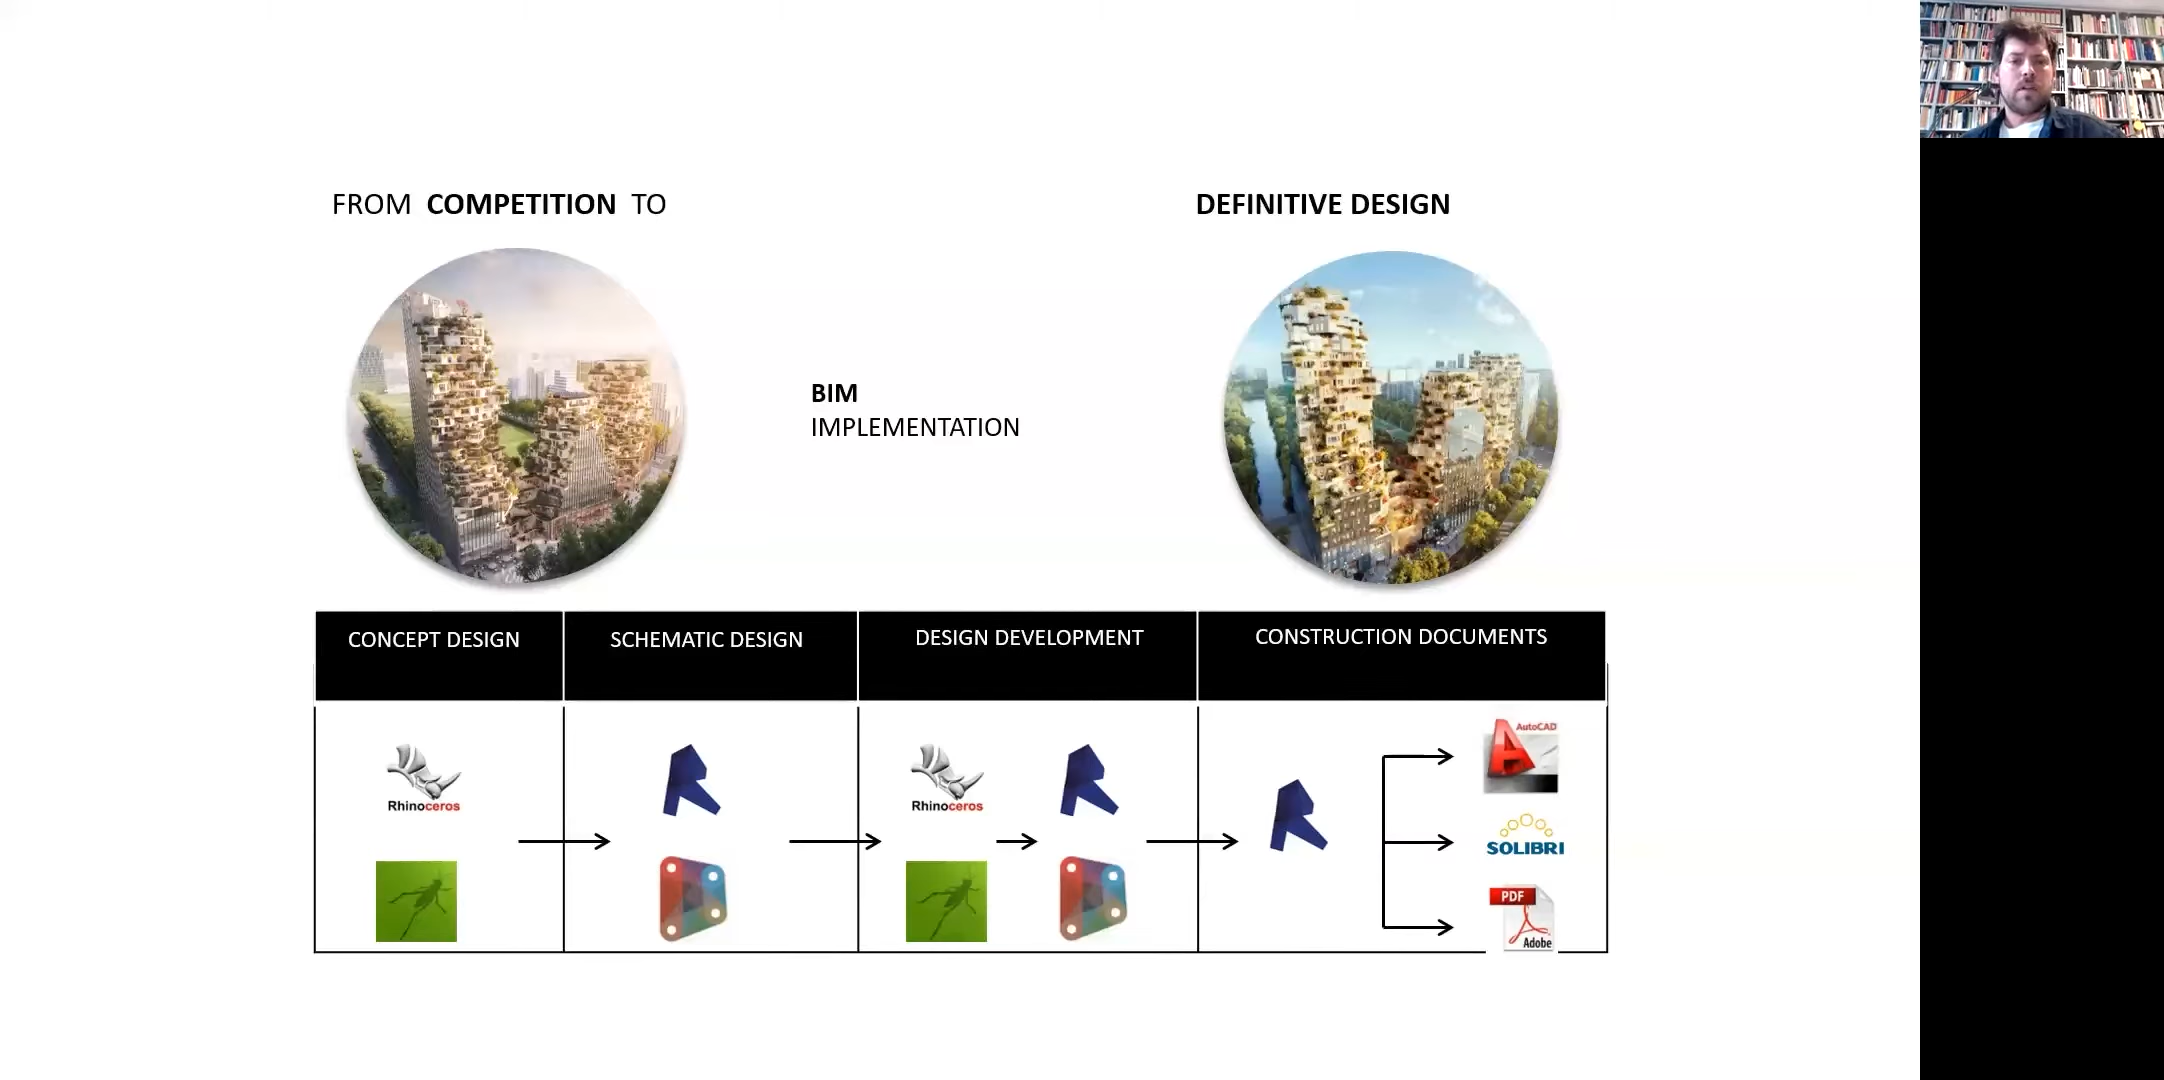 FROM COMPETITION TO
DEFINITIVE DESIGN
BIM
IMPLEMENTATION
CONCEPT DESIGN
SCHEMATIC DESIGN
DESIGN DEVELOPMENT
CONSTRUCTION DOCUMENTS
Rhinoceros
Rhinoceros
AutoCAD
SOLIBRI
PDF
Adobe